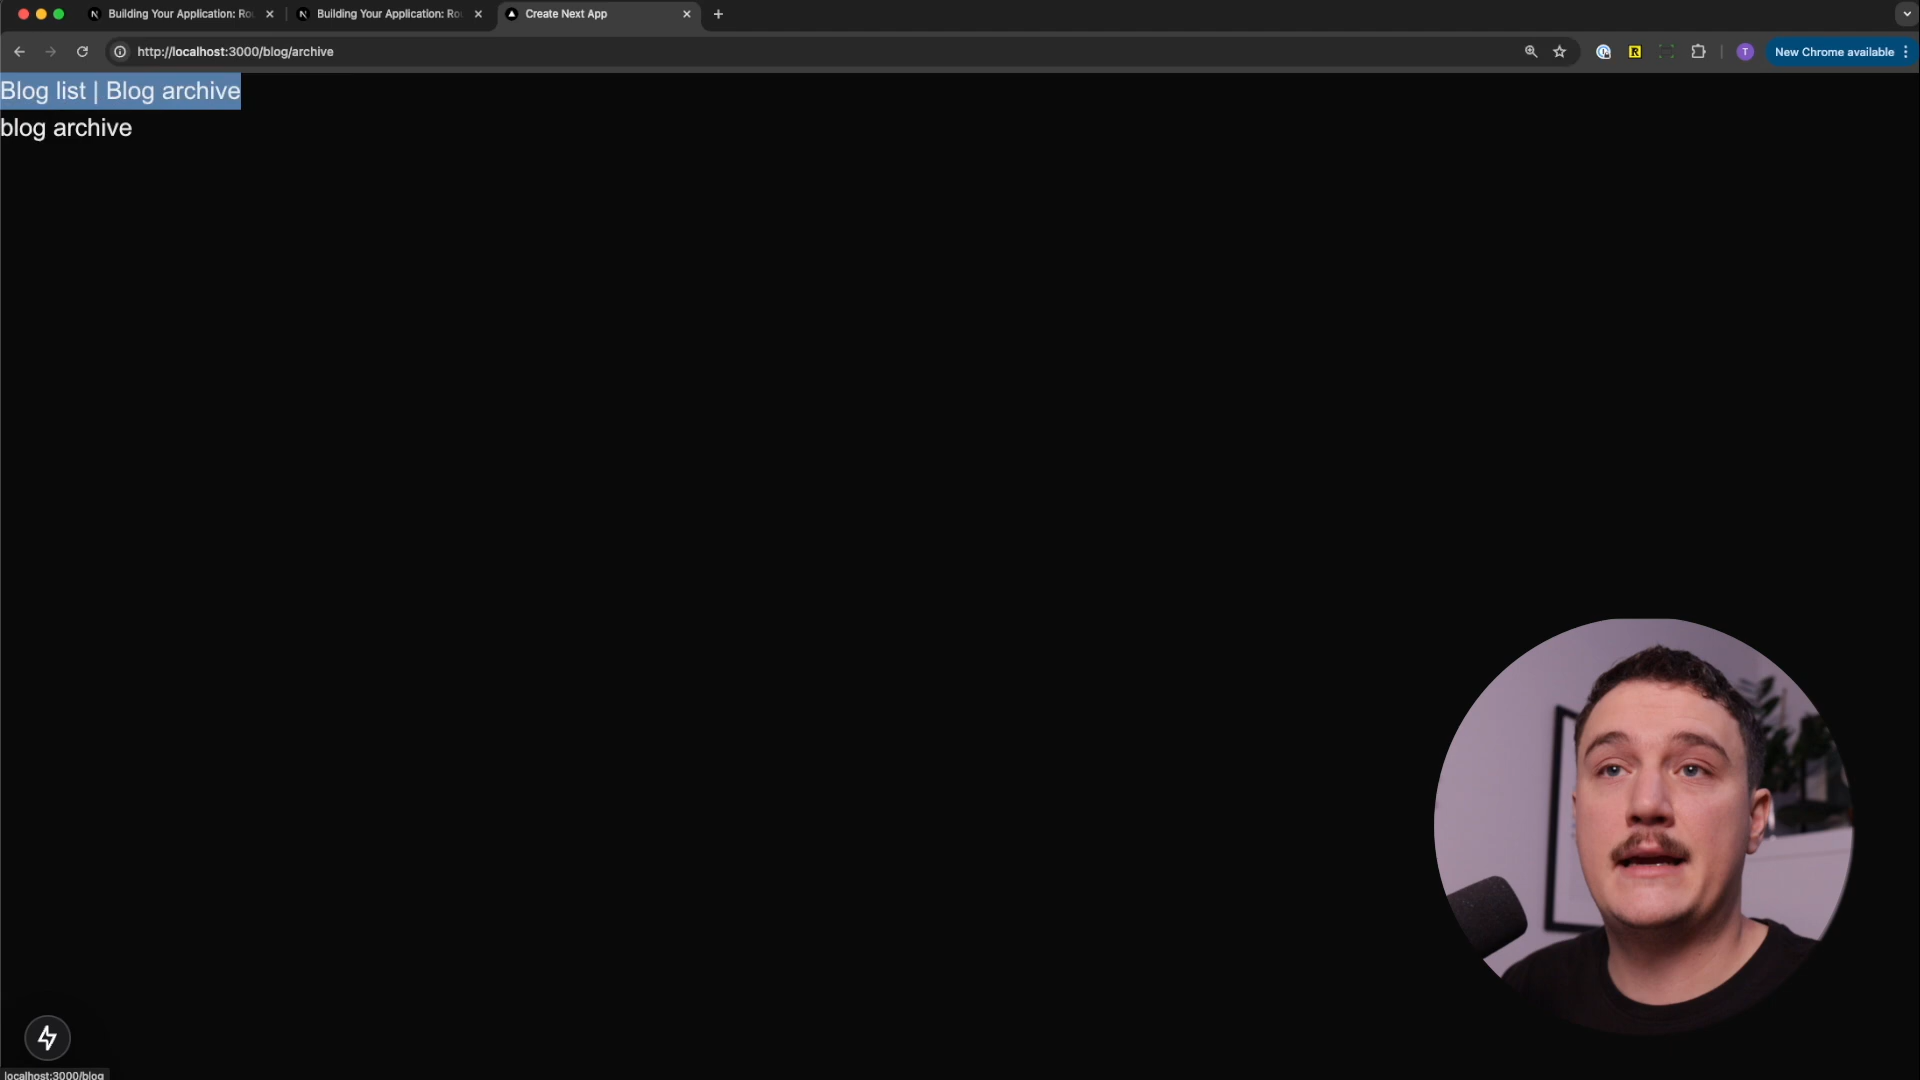 Building Your Application: Ro
Building Your Application: Ro
Create Next App
http://localhost:3000/blog/archive
R
T
New Chrome available
Blog list | Blog archive
blog archive
localhost:3000/blog